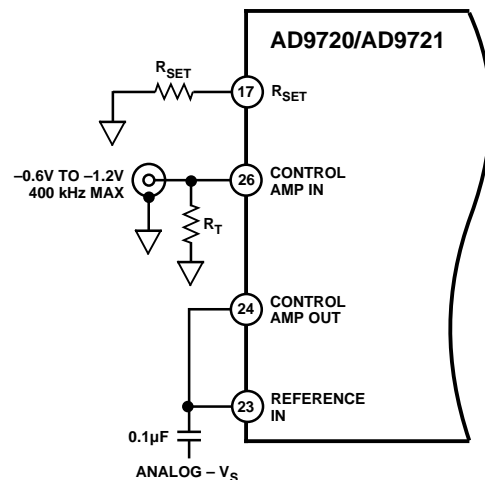 AD9720/AD9721
RSET
17
RSET
–0.6V TO –1.2V
400 kHz MAX
26
CONTROL
AMP IN
RT
24
CONTROL
AMP OUT
23
REFERENCE
IN
0.1µF
ANALOG – VS